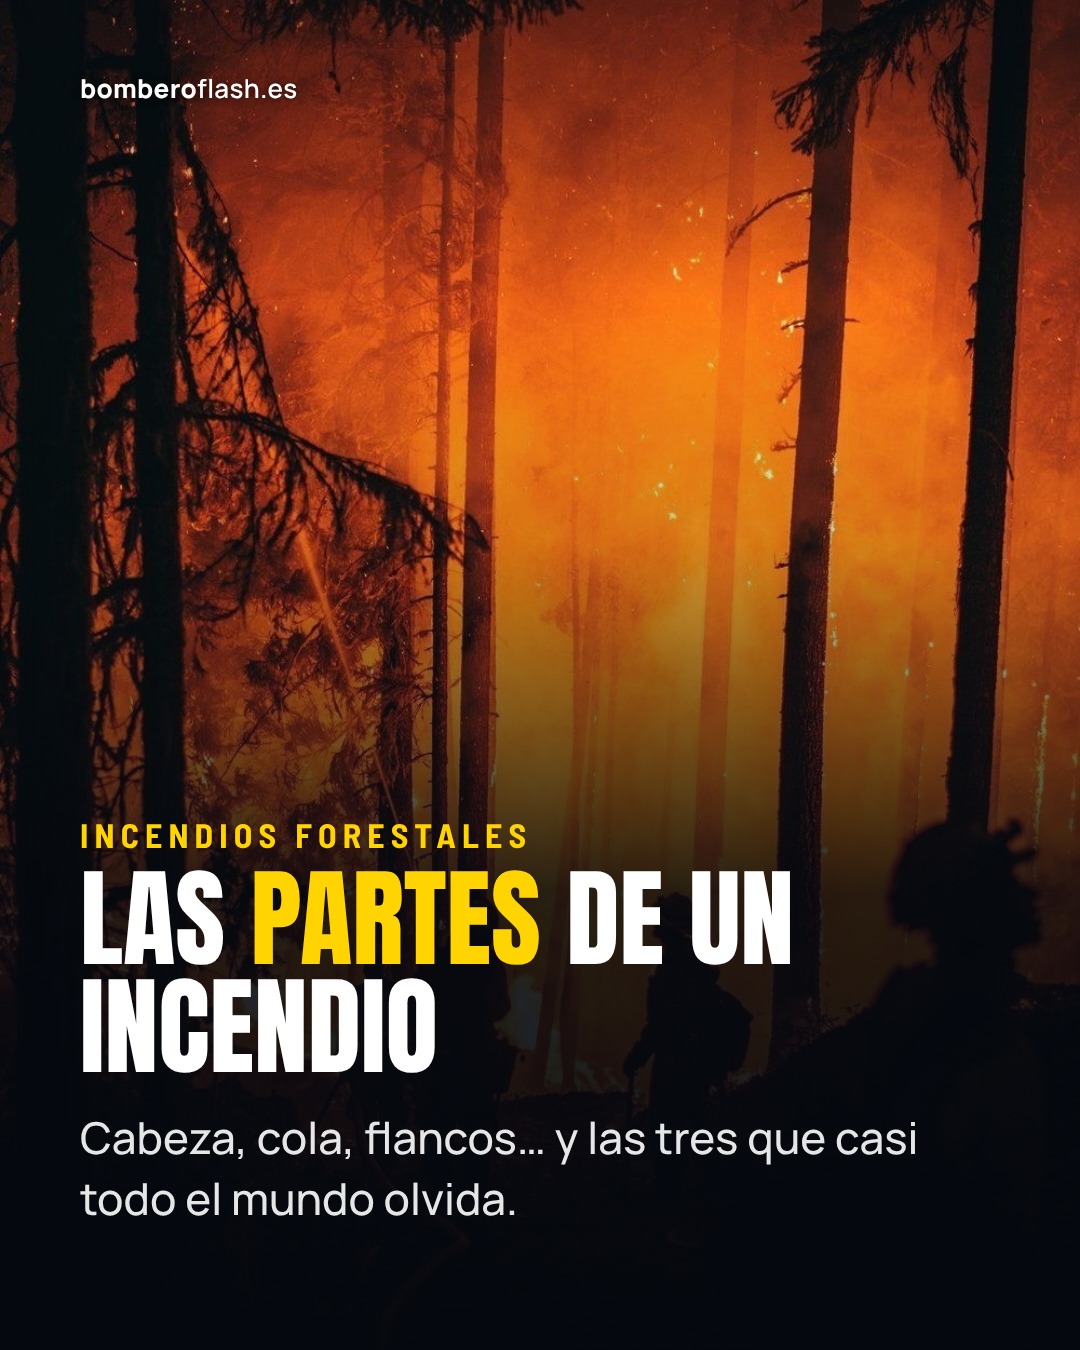 bomberoflash.es
INCENDIOS FORESTALES
LAS PARTES DE UN
INCENDIO
Cabeza, cola, flancos... y las tres que casi
todo el mundo olvida.